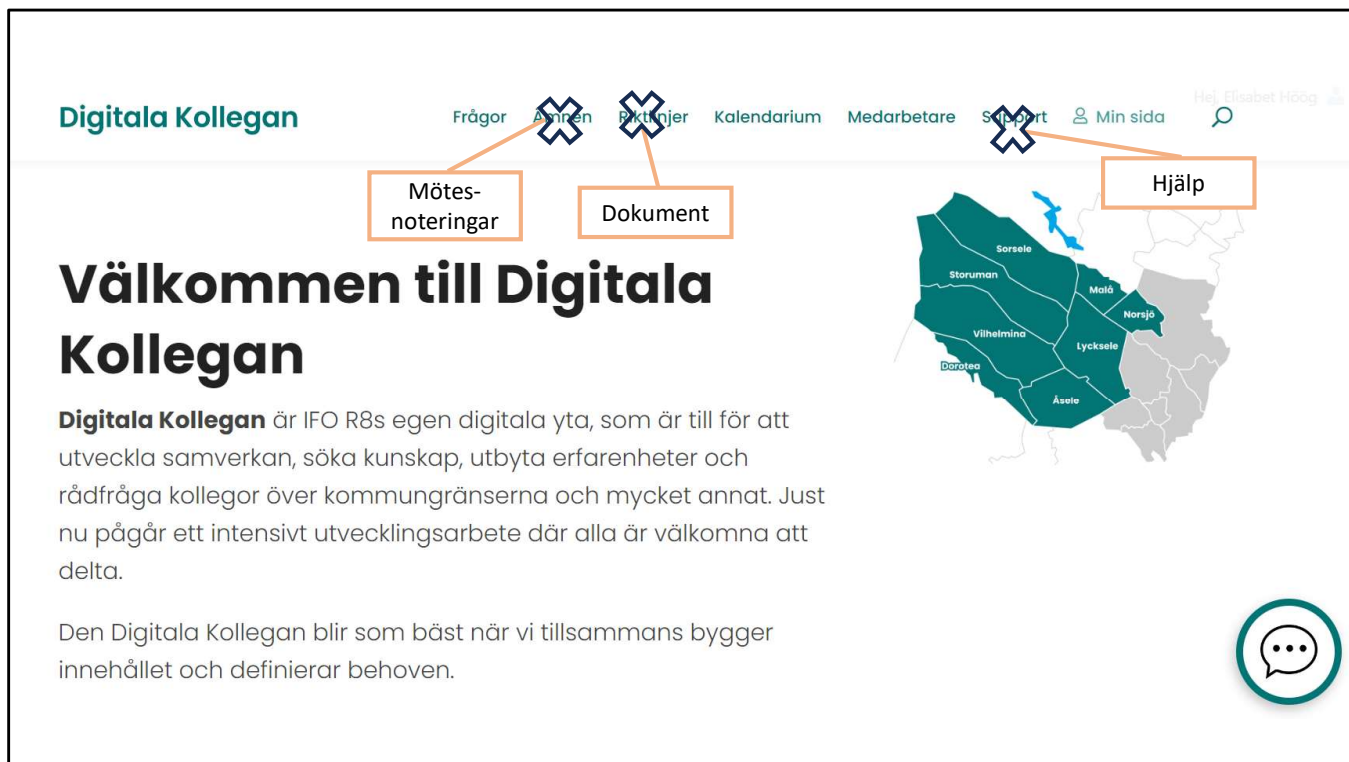 Hej, Elisabet Höög
Digitala Kollegan
Frågor Ämnen Riktlinjer Kalendarium Medarbetare Support Min sida
Mötes-
noteringar
Dokument
Hjälp
Välkommen till Digitala
Kollegan
Digitala Kollegan är IFO R8s egen digitala yta, som är till för att
utveckla samverkan, söka kunskap, utbyta erfarenheter och
rådfråga kollegor över kommungränserna och mycket annat. Just
nu pågår ett intensivt utvecklingsarbete där alla är välkomna att
delta.
Den Digitala Kollegan blir som bäst när vi tillsammans bygger
innehållet och definierar behoven.
Sorsele
Storuman
Malå
Norsjö
Vilhelmina
Lycksele
Dorotea
Åsele